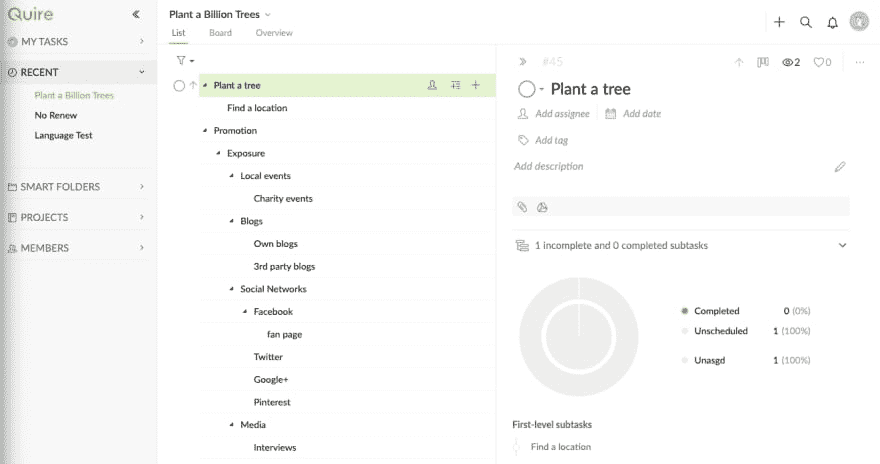 Quire
MY TASKS
RECENT
Plant a Billion Trees
No Renew
Language Test
SMART FOLDERS
PROJECTS
MEMBERS
Plant a Billion Trees
List Board Overview
Plant a tree
Find a location
Promotion
Exposure
Local events
Charity events
Blogs
Own blogs
3rd party blogs
Social Networks
Facebook
fan page
Twitter
Google+
Pinterest
Media
Interviews
#45
2 0
Plant a tree
Add assignee Add date
Add tag
Add description
1 incomplete and 0 completed subtasks
Completed 0 (0%)
Unscheduled 1 (100%)
Unasgd 1 (100%)
First-level subtasks
Find a location